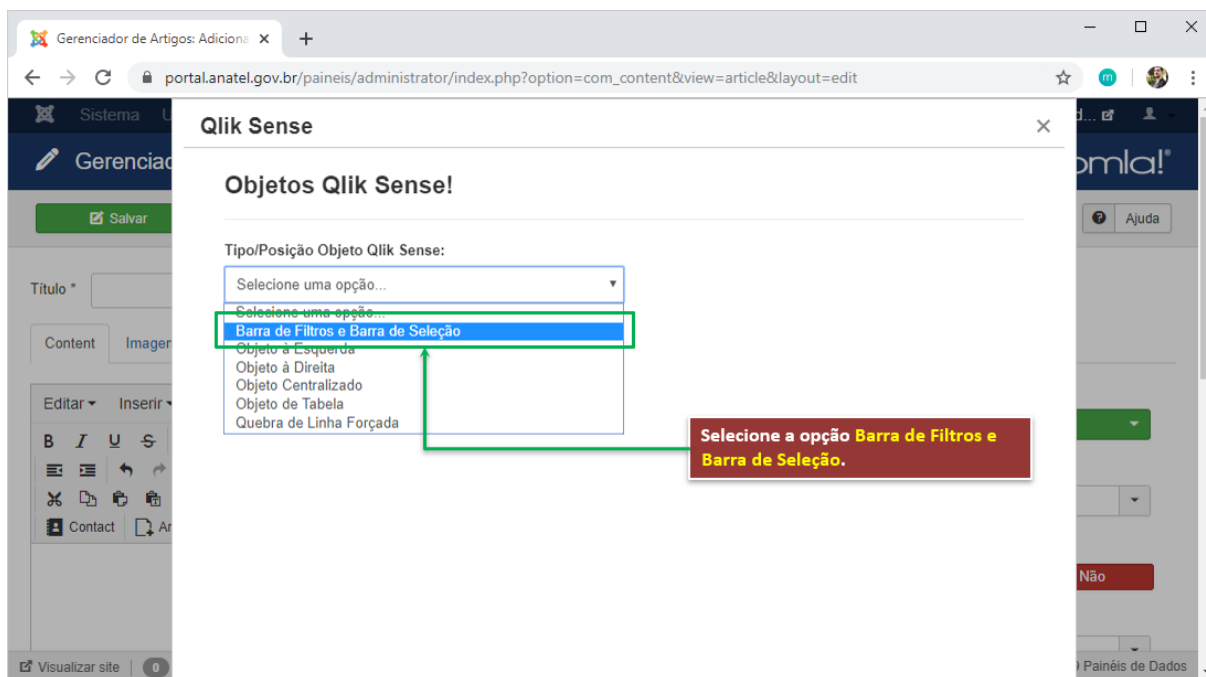 Gerenciador de Artigos: Adiciona
portal.anatel.gov.br/paineis/administrator/index.php?option=com_content&view=article&layout=edit
m
Sistema U
Qlik Sense
d...
Gerenciad
omla!®
Objetos Qlik Sense!
Salvar
Ajuda
Tipo/Posição Objeto Qlik Sense:
Título *
Selecione uma opção...
Selecione uma opção...
Barra de Filtros e Barra de Seleção
Content Imagen
Objeto à Esquerda
Objeto à Direita
Objeto Centralizado
Editar Inserir
Objeto de Tabela
Quebra de Linha Forçada
B I U S
Selecione a opção Barra de Filtros e
Barra de Seleção.
Contact Ar
Não
Visualizar site 0
Painéis de Dados